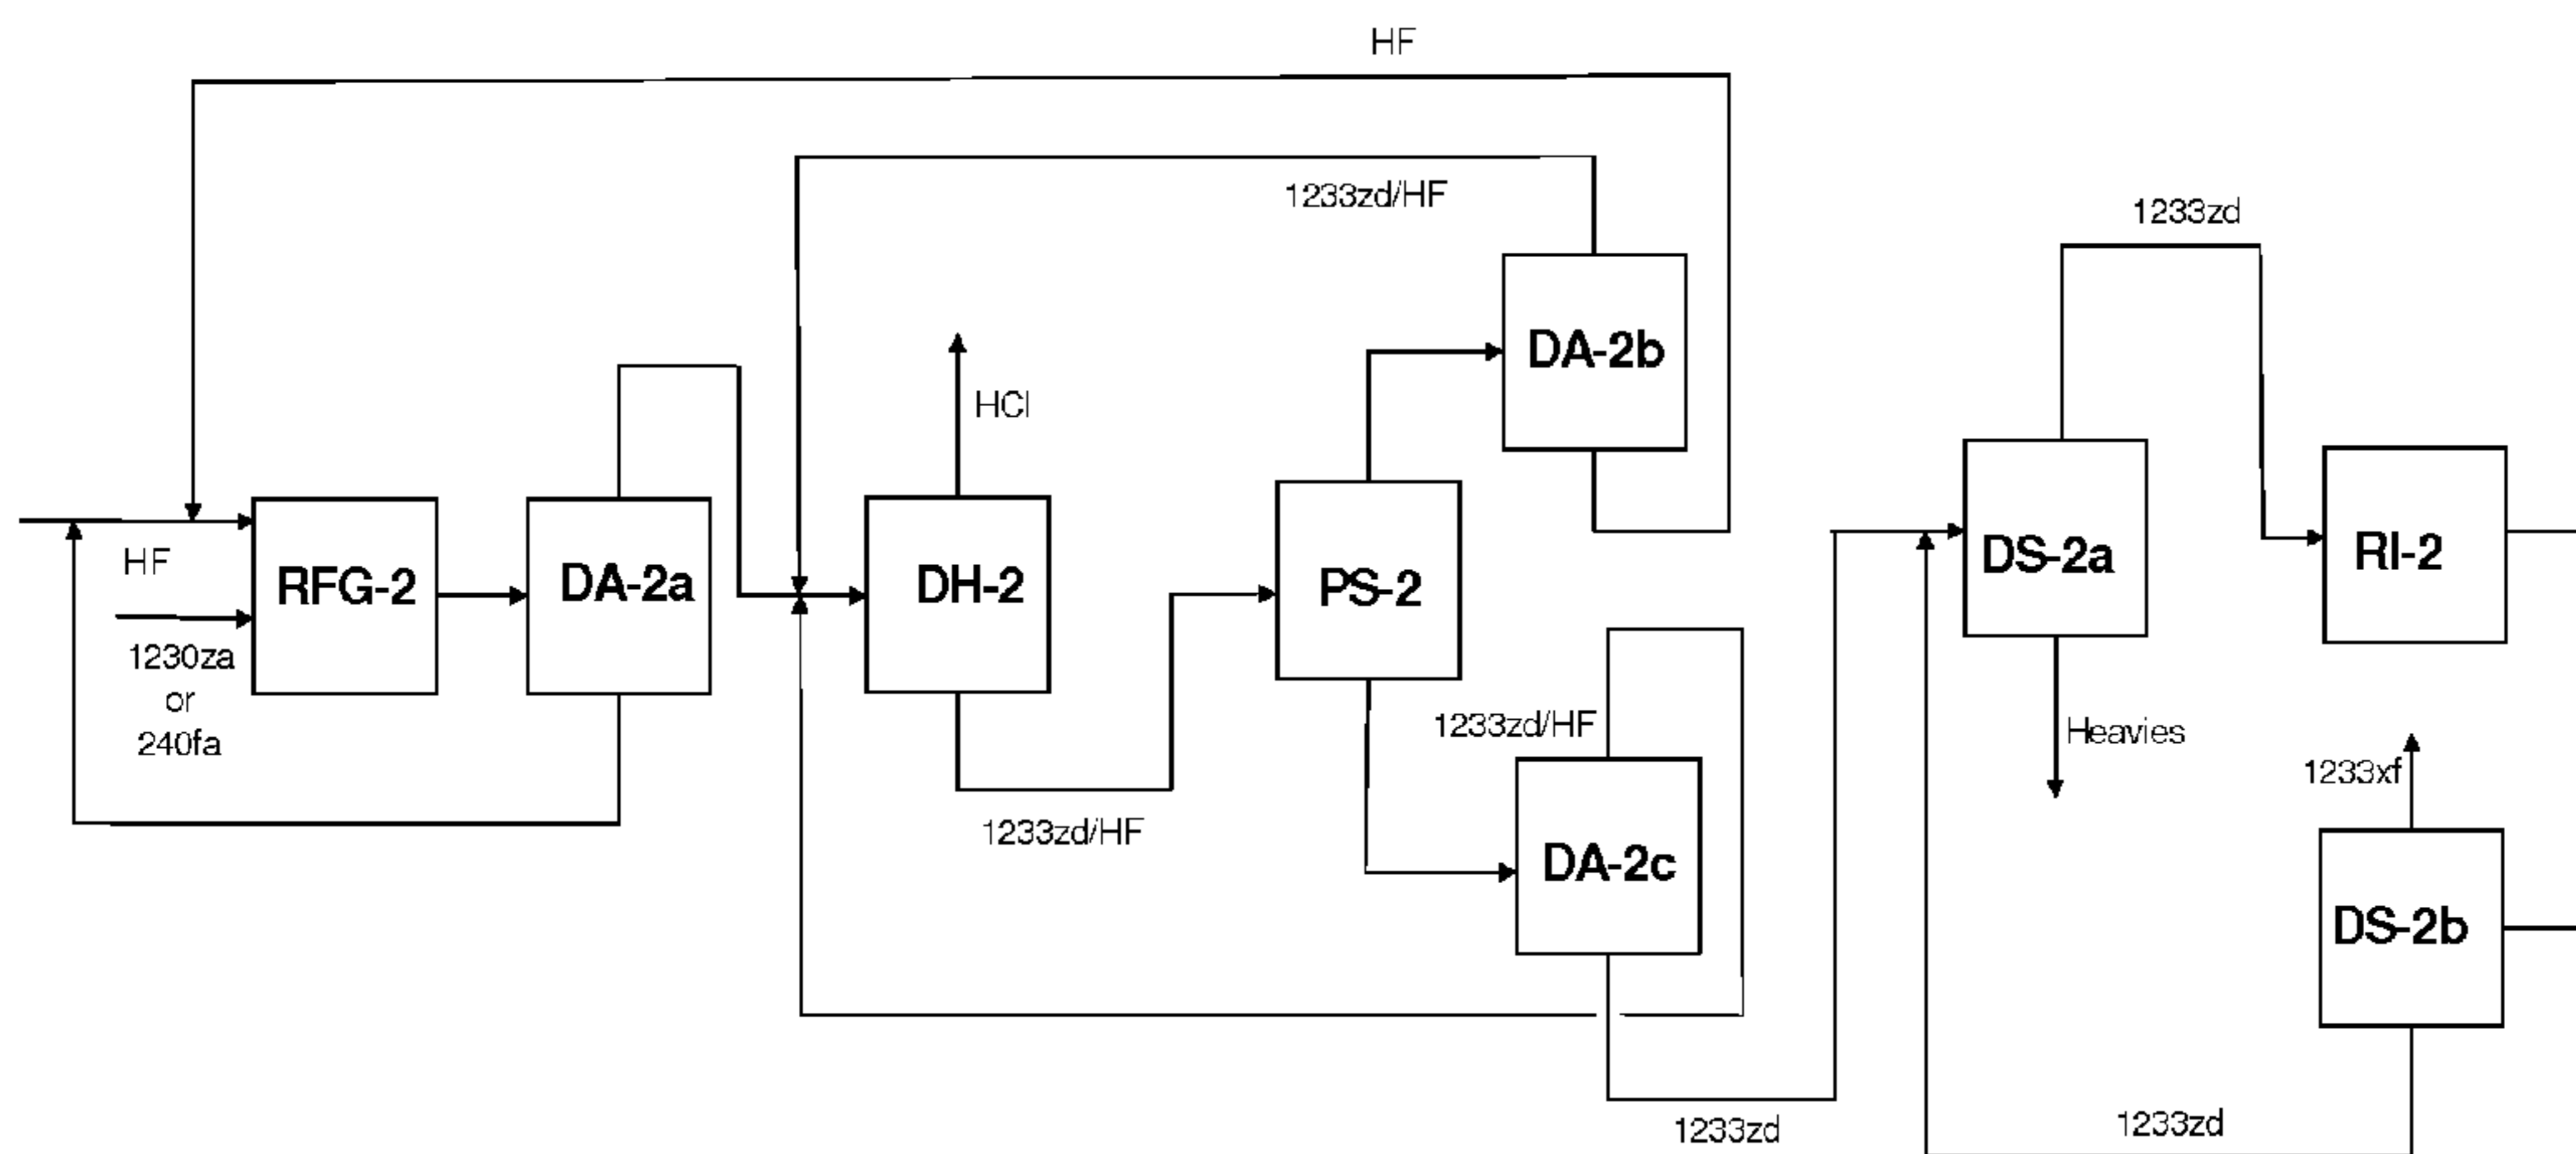 HF
1233zd/HF
1233zd
DA-2b
HCl
DS-2a
RI-2
HF
RFG-2
DA-2a
DH-2
PS-2
1230za
or
240fa
1233zd/HF
1233zd/HF
Heavies
1233xf
DA-2c
DS-2b
1233zd
1233zd